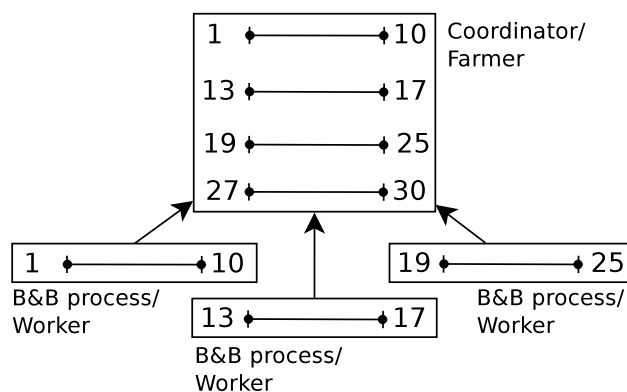 1 10
Coordinator/
Farmer
13 17
19 25
27 30
1 10
B&B process/
Worker
13 17
B&B process/
Worker
19 25
B&B process/
Worker